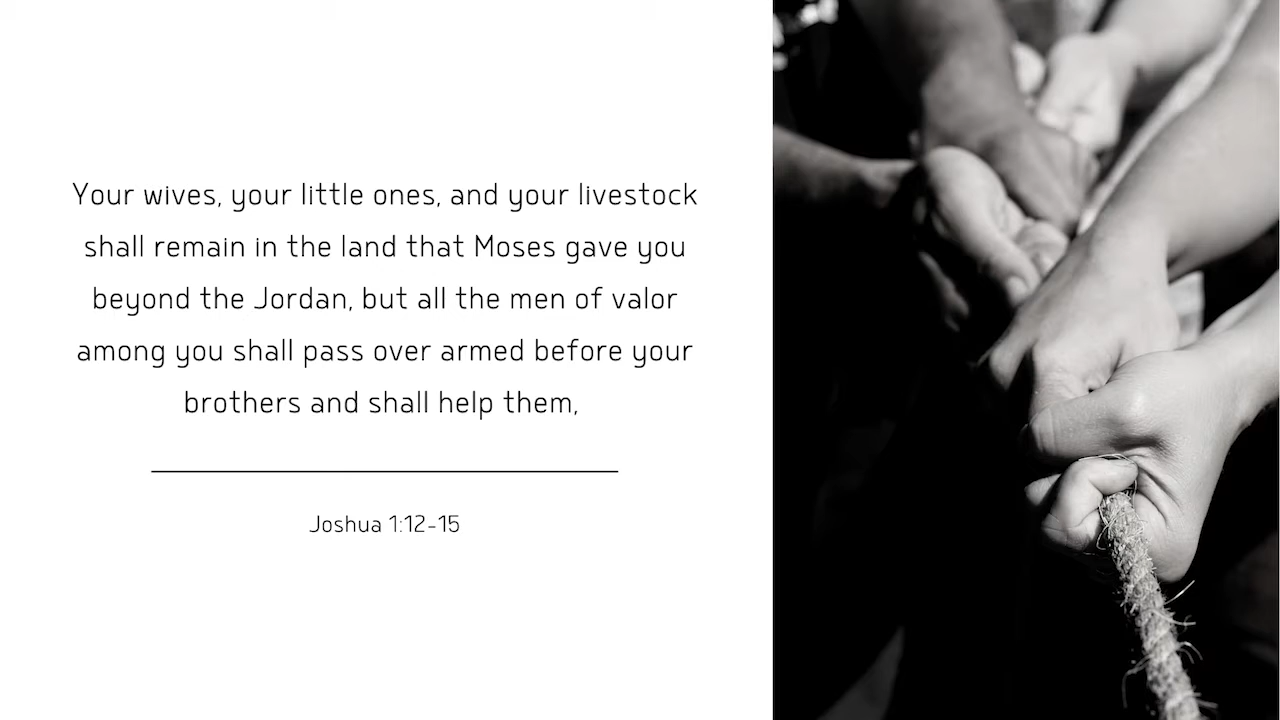 Your wives, your little ones, and your livestock
shall remain in the land that Moses gave you
beyond the Jordan, but all the men of valor
among you shall pass over armed before your
brothers and shall help them,
Joshua 1:12-15